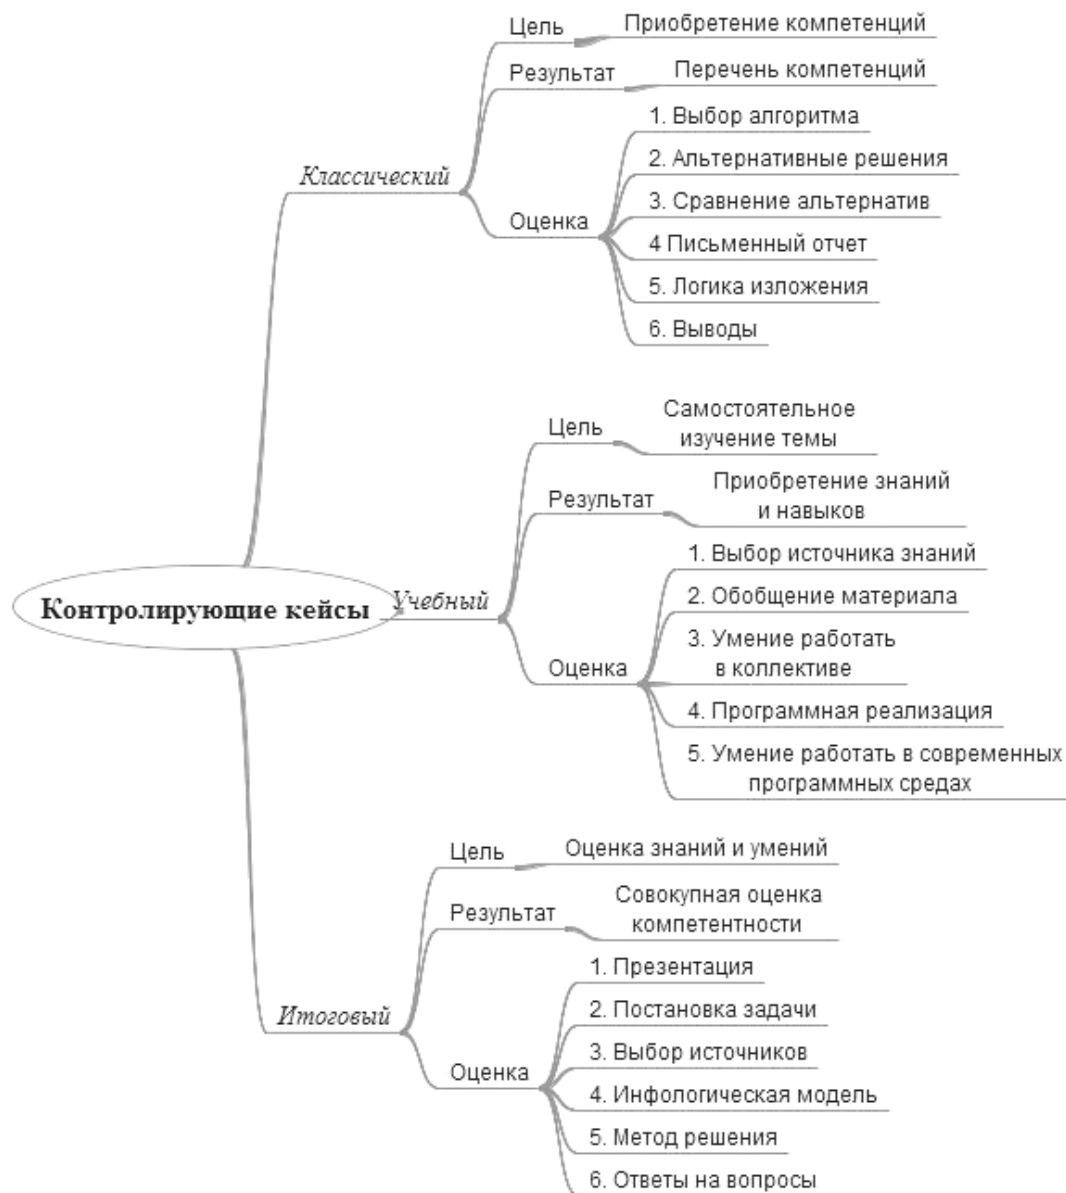 Цель
Приобретение компетенций
Результат
Перечень компетенций
1. Выбор алгоритма
2. Альтернативные решения
Классический
3. Сравнение альтернатив
Оценка
4 Письменный отчет
5. Логика изложения
6. Выводы
Самостоятельное
изучение темы
Цель
Приобретение знаний
и навыков
Результат
1. Выбор источника знаний
Контролирующие кейсы
Учебный
2. Обобщение материала
3. Умение работать
в коллективе
Оценка
4. Программная реализация
5. Умение работать в современных
программных средах
Цель
Оценка знаний и умений
Совокупная оценка
компетентности
Результат
1. Презентация
Итоговый
2. Постановка задачи
3. Выбор источников
Оценка
4. Инфологическая модель
5. Метод решения
6. Ответы на вопросы